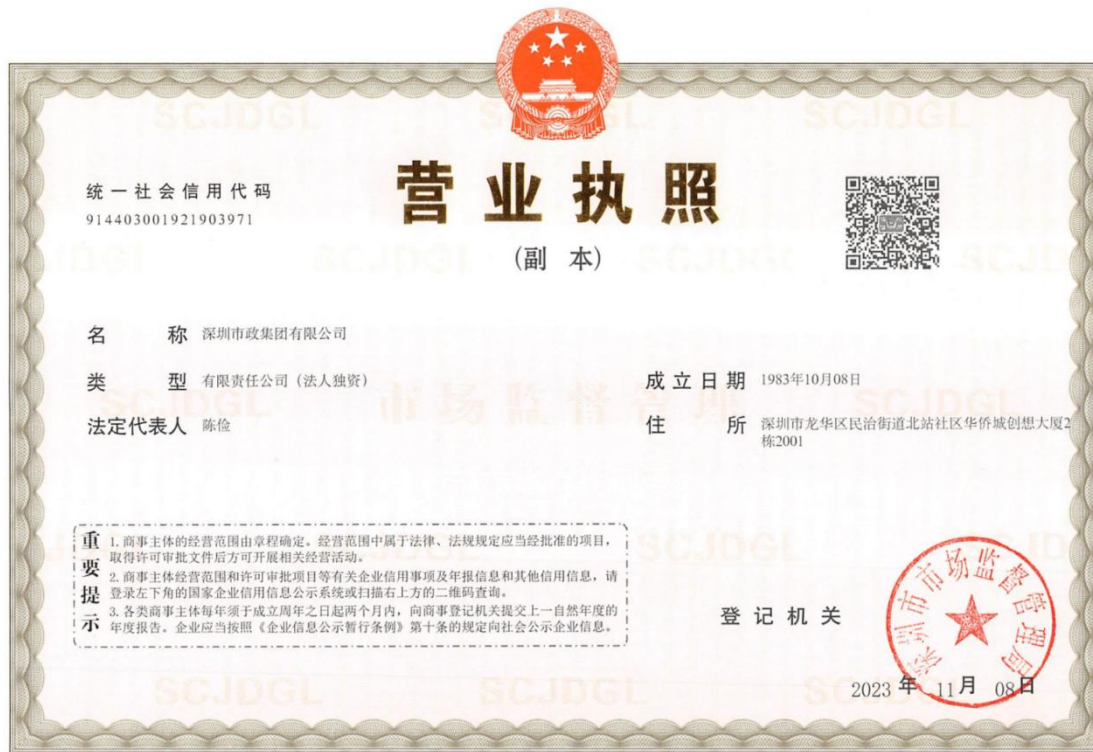 营业执照
(副 本)
统一社会信用代码
914403001921903971
名 称 深圳市政集团有限公司
类 型 有限责任公司（法人独资）
法定代表人 陈俭
成立日期 1983年10月08日
住 所 深圳市龙华区民治街道北站社区华侨城创想大厦2
栋2001
重要提示
1. 商事主体的经营范围由章程确定。经营范围中属于法律、法规规定应当经批准的项目，
取得许可审批文件后方可开展相关经营活动。
2. 商事主体经营范围和许可审批项目等有关企业信用事项及年报信息和其他信用信息，请
登录左下角的国家企业信用信息公示系统或扫描右上方的二维码查询。
3. 各类商事主体每年须于成立周年之日起两个月内，向商事登记机关提交上一自然年度的
年度报告。企业应当按照《企业信息公示暂行条例》第十条的规定向社会公示企业信息。
登记机关
深圳市市场监督管理局
2023 年 11 月 08 日
SCJDGL
市场监督管理